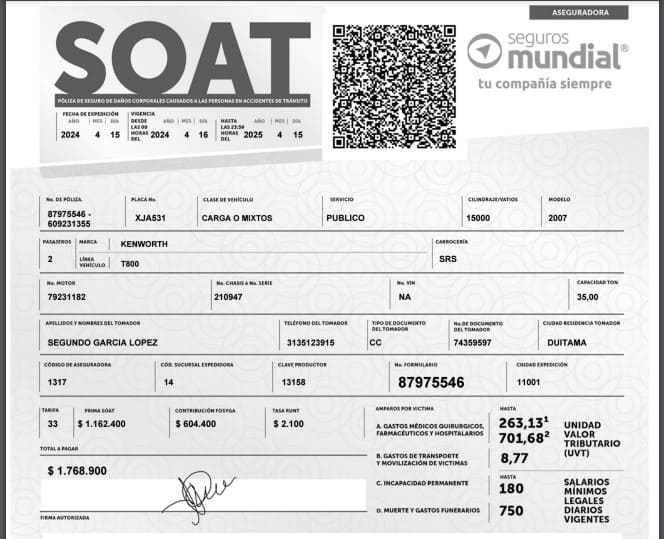 ASEGURADORA
SOAT
seguros
mundial®
tu compañía siempre
PÓLIZA DE SEGURO DE DAÑOS CORPORALES CAUSADOS A LAS PERSONAS EN ACCIDENTES DE TRÁNSITO
FECHA DE EXPEDICIÓN VIGENCIA
AÑO MES DÍA DESDE LAS 00 HORAS DEL AÑO MES DÍA HASTA LAS 23:59 HORAS DEL AÑO MES DÍA
2024 4 15 2024 4 16 2025 4 15
No. DE PÓLIZA. PLACA No. CLASE DE VEHÍCULO SERVICIO CILINDRAJE/VATIOS MODELO
87975546 - 609231355 XJA531 CARGA O MIXTOS PUBLICO 15000 2007
PASAJEROS MARCA KENWORTH CARROCERÍA
2 LÍNEA VEHÍCULO T800 SRS
No. MOTOR No. CHASIS ó No. SERIE No. VIN CAPACIDAD TON.
79231182 210947 NA 35,00
APELLIDOS Y NOMBRES DEL TOMADOR TELÉFONO DEL TOMADOR TIPO DE DOCUMENTO DEL TOMADOR No. DE DOCUMENTO DEL TOMADOR CIUDAD RESIDENCIA TOMADOR
SEGUNDO GARCIA LOPEZ 3135123915 CC 74359597 DUITAMA
CÓDIGO DE ASEGURADORA CÓD. SUCURSAL EXPEDIDORA CLAVE PRODUCTOR No. FORMULARIO CIUDAD EXPEDICIÓN
1317 14 13158 87975546 11001
TARIFA PRIMA SOAT CONTRIBUCIÓN FOSYGA TASA RUNT
33 $ 1.162.400 $ 604.400 $ 2.100
TOTAL A PAGAR
$ 1.768.900
FIRMA AUTORIZADA
AMPAROS POR VICTIMA HASTA
A. GASTOS MÉDICOS QUIRURGICOS, FARMACÉUTICOS Y HOSPITALARIOS 263,13¹
701,68²
B. GASTOS DE TRANSPORTE Y MOVILIZACIÓN DE VICTIMAS 8,77
UNIDAD
VALOR
TRIBUTARIO
(UVT)
HASTA
C. INCAPACIDAD PERMANENTE 180
D. MUERTE Y GASTOS FUNERARIOS 750
SALARIOS
MÍNIMOS
LEGALES
DIARIOS
VIGENTES